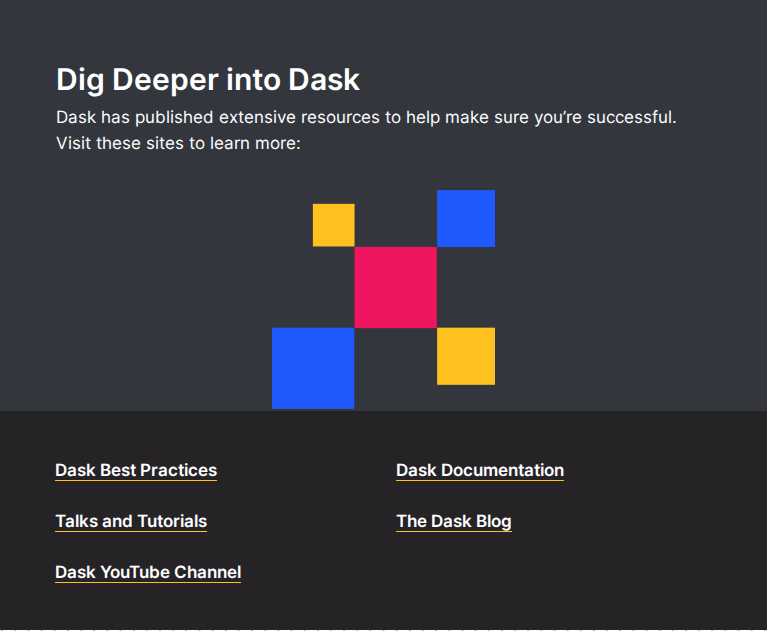 Dig Deeper into Dask
Dask has published extensive resources to help make sure you’re successful.
Visit these sites to learn more:
Dask Best Practices
Dask Documentation
Talks and Tutorials
The Dask Blog
Dask YouTube Channel